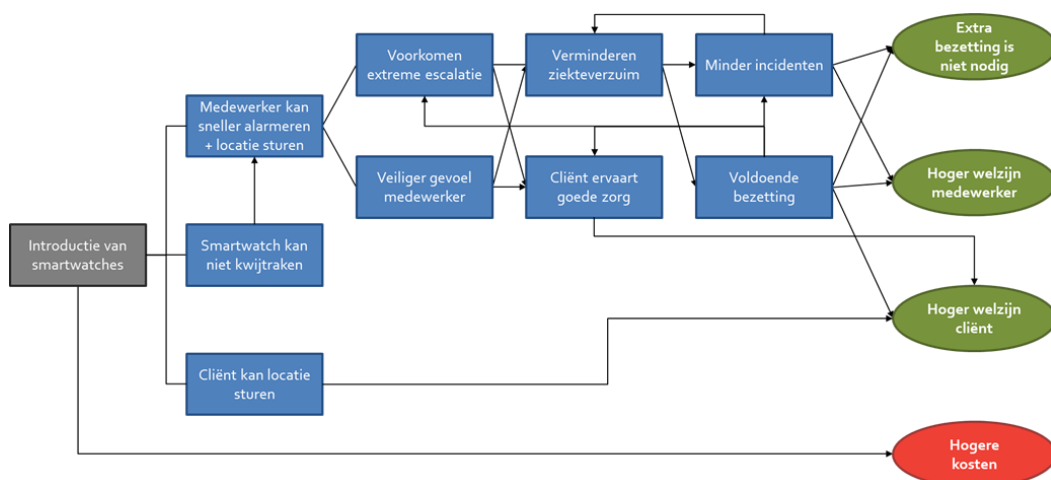 Extra
bezetting is
niet nodig
Voorkomen
extreme escalatie
Verminderen
ziekteverzuim
Minder incidenten
Medewerker kan
sneller alarmeren
+ locatie sturen
Veiliger gevoel
medewerker
Cliënt ervaart
goede zorg
Voldoende
bezetting
Hoger welzijn
medewerker
Introductie van
smartwatches
Smartwatch kan
niet kwijtraken
Hoger welzijn
cliënt
Cliënt kan locatie
sturen
Hogere
kosten